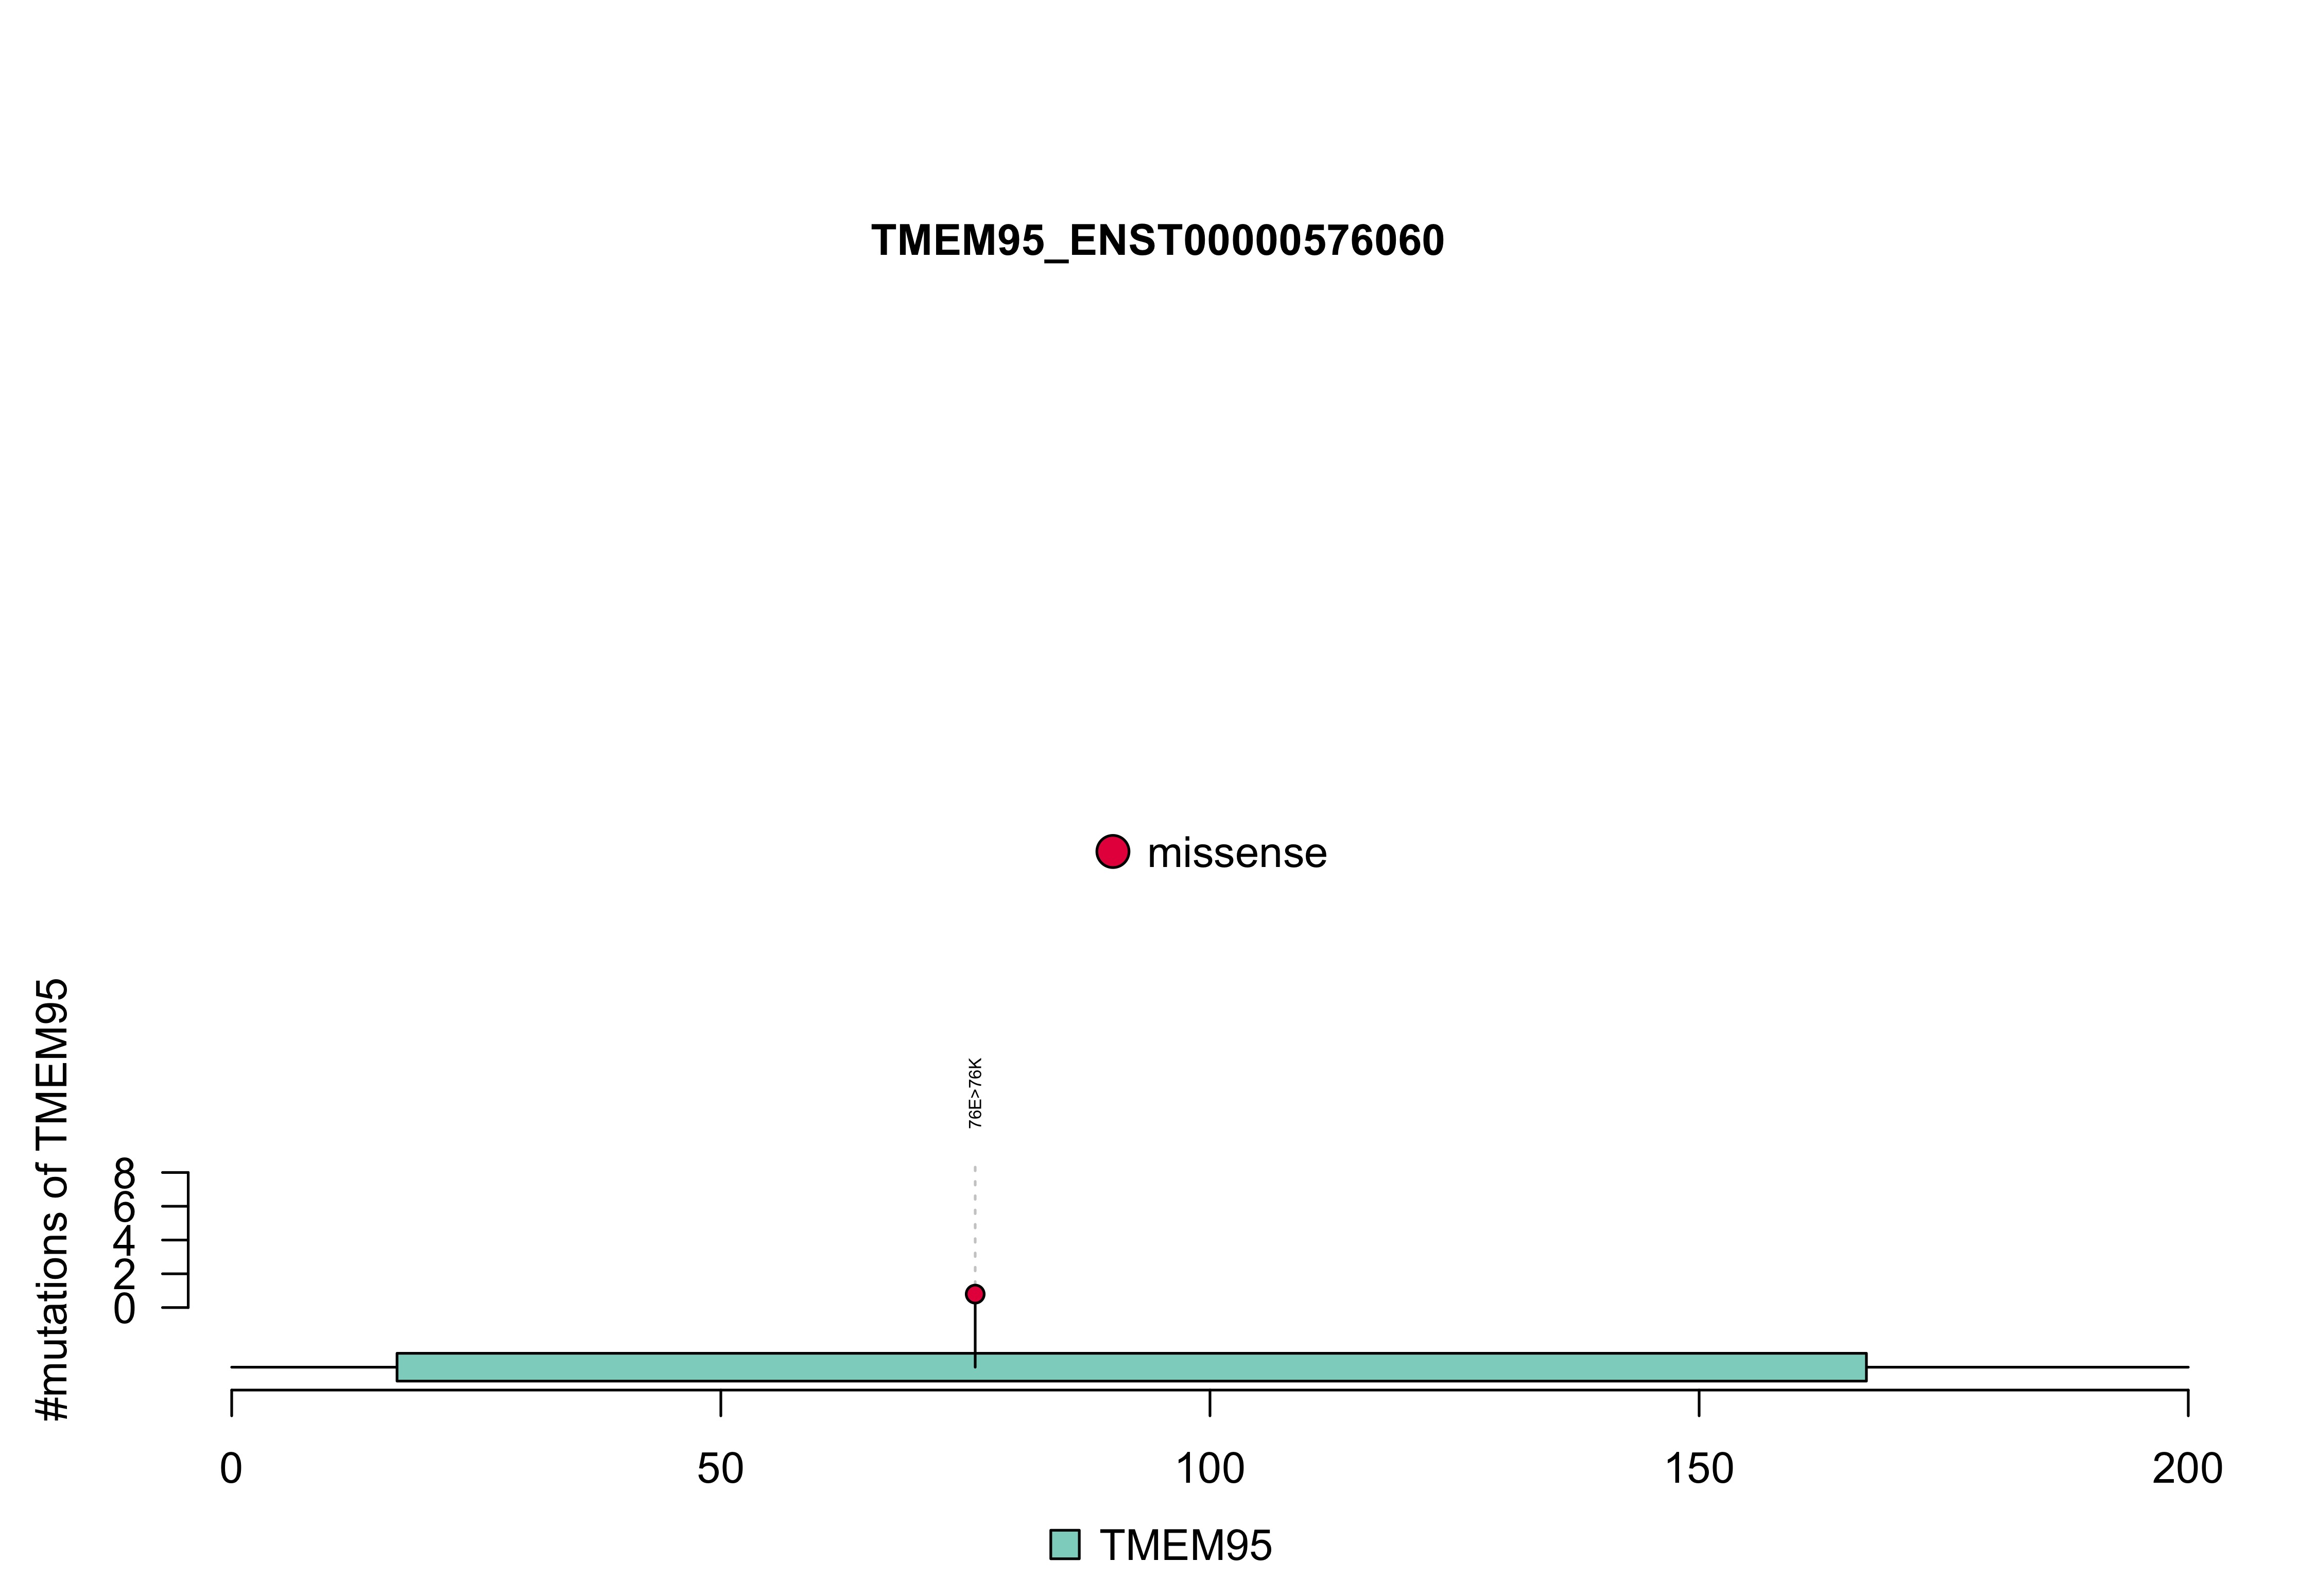 TMEM95_ENST00000576060
missense
#mutations of TMEM95
76E>76K
8
6
4
2
0
0 50 100 150 200
TMEM95